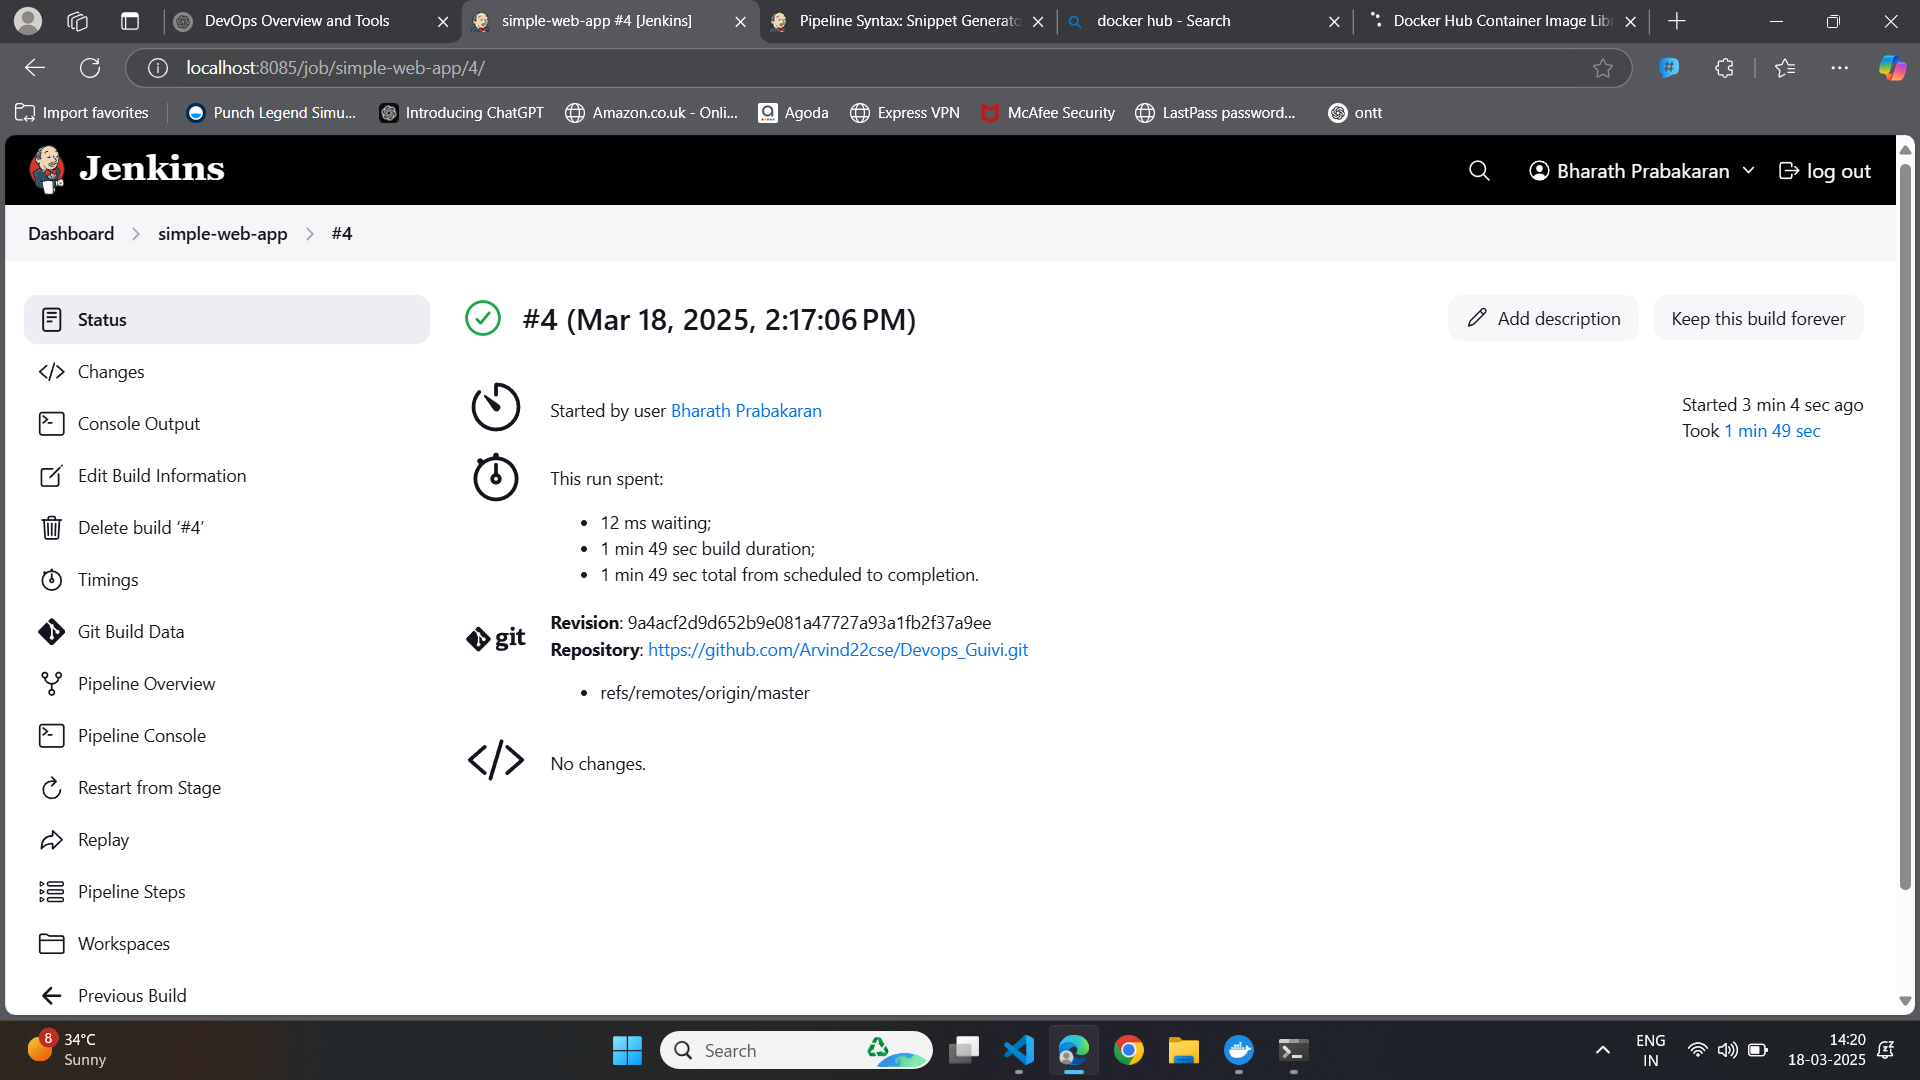 DevOps Overview and Tools
simple-web-app #4 [Jenkins]
Pipeline Syntax: Snippet Generato
docker hub - Search
Docker Hub Container Image Lib
localhost:8085/job/simple-web-app/4/
Import favorites
Punch Legend Simu...
Introducing ChatGPT
Amazon.co.uk - Onli...
Agoda
Express VPN
McAfee Security
LastPass password...
ontt
Jenkins
Bharath Prabakaran
log out
Dashboard
simple-web-app
#4
Status
Changes
Console Output
Edit Build Information
Delete build ‘#4’
Timings
Git Build Data
Pipeline Overview
Pipeline Console
Restart from Stage
Replay
Pipeline Steps
Workspaces
Previous Build
#4 (Mar 18, 2025, 2:17:06 PM)
Add description
Keep this build forever
Started by user Bharath Prabakaran
Started 3 min 4 sec ago
Took 1 min 49 sec
This run spent:
12 ms waiting;
1 min 49 sec build duration;
1 min 49 sec total from scheduled to completion.
git
Revision: 9a4acf2d9d652b9e081a47727a93a1fb2f37a9ee
Repository: https://github.com/Arvind22cse/Devops_Guivi.git
refs/remotes/origin/master
No changes.
8
34°C
Sunny
Search
ENG
IN
14:20
18-03-2025